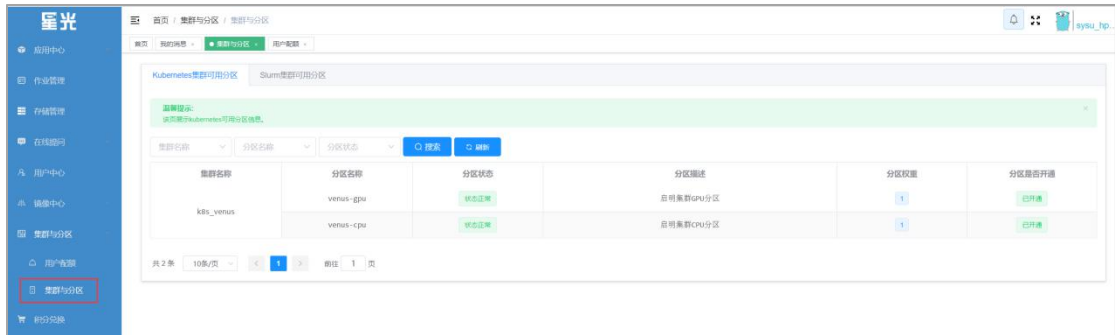 星光
首页 / 集群与分区 / 集群与分区
sysu_hp...
首页 我的消息 × ● 集群与分区 × 用户配额 ×
应用中心
作业管理
存储管理
在线提问
用户中心
镜像中心
集群与分区
用户配额
集群与分区
积分兑换
Kubernetes集群可用分区 Slurm集群可用分区
温馨提示:
该页展示kubernetes可用分区信息。
集群名称 分区名称 分区状态 搜索 刷新
集群名称 分区名称 分区状态 分区描述 分区权重 分区是否开通
k8s_venus
venus-gpu 状态正常 启明集群GPU分区 1 已开通
venus-cpu 状态正常 启明集群CPU分区 1 已开通
共 2 条 10条/页 < 1 > 前往 1 页